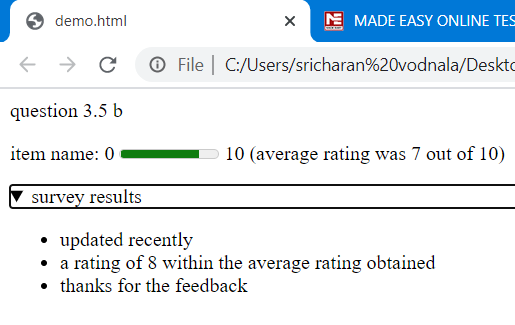 demo.html
MADE EASY ONLINE TES
File | C:/Users/sricharan%20vodnala/Deskto
question 3.5 b
item name: 0 10 (average rating was 7 out of 10)
▼ survey results
• updated recently
• a rating of 8 within the average rating obtained
• thanks for the feedback